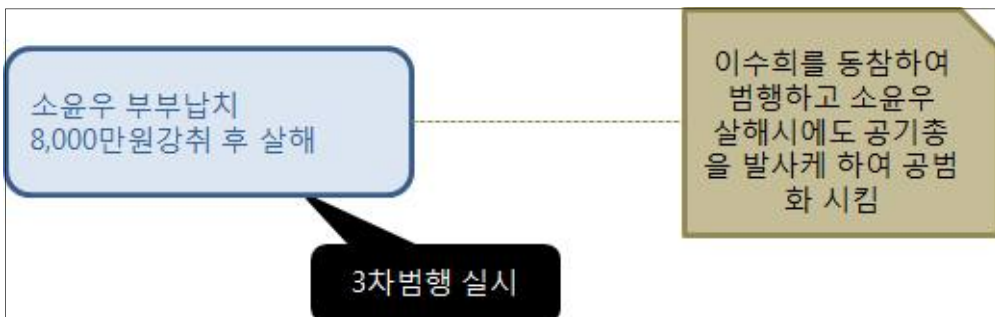 소윤우 부부납치
8,000만원강취 후 살해
이수희를 동참하여
범행하고 소윤우
살해시에도 공기총
을 발사케 하여 공범
화 시킴
3차범행 실시